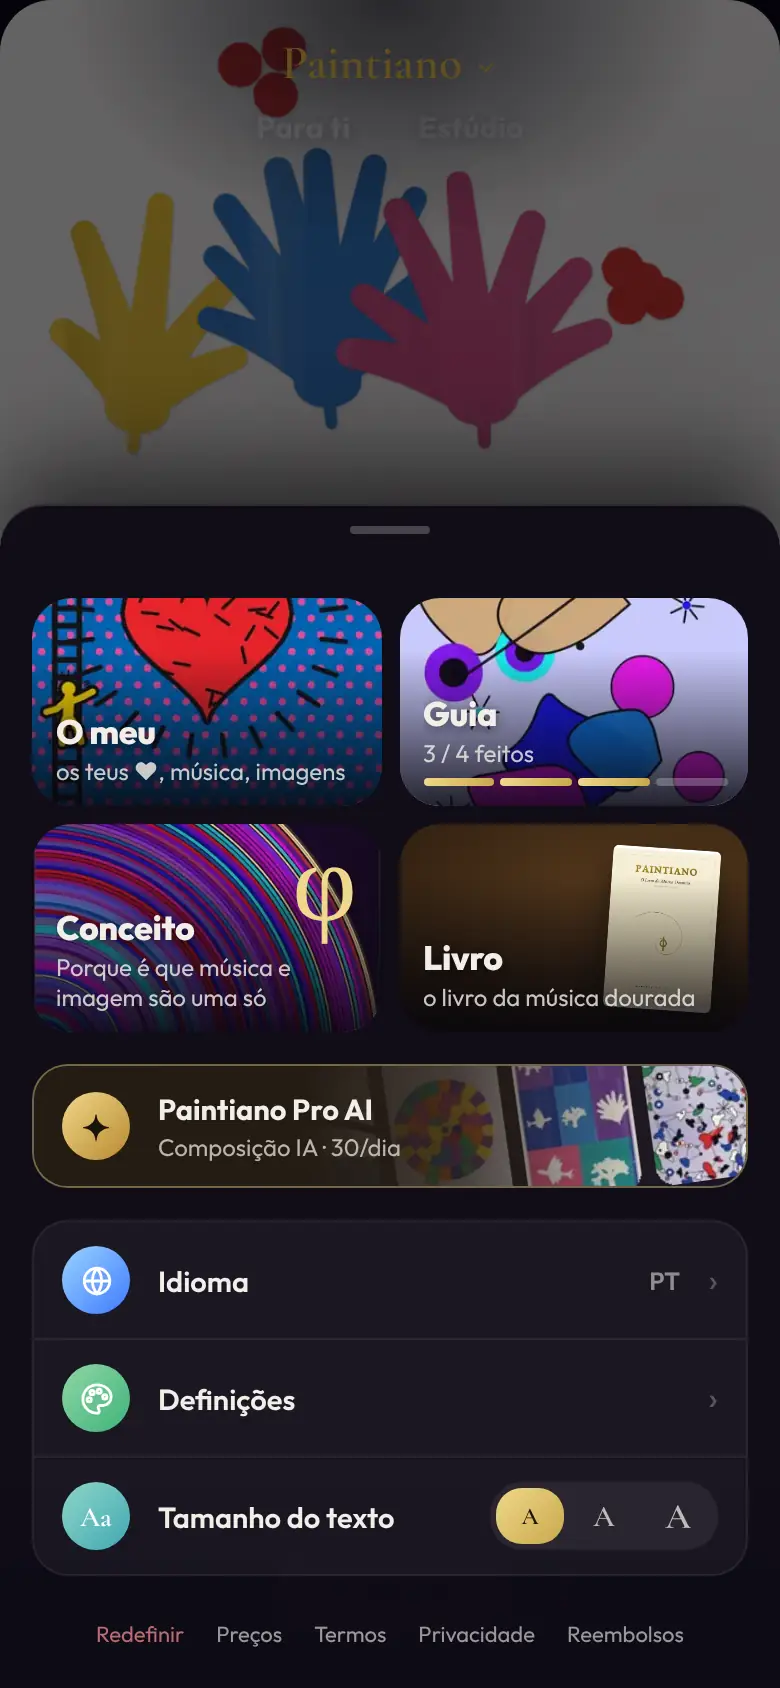 Paintiano
Para ti
Estúdio
O meu
os teus ♥, música, imagens
Guia
3 / 4 feitos
φ
Conceito
Porque é que música e
imagem são uma só
PAINTIANO
φ
Livro
o livro da música dourada
Paintiano Pro AI
Composição IA · 30/dia
Idioma
PT ›
Definições
›
Aa
Tamanho do texto
A A A
Redefinir Preços Termos Privacidade Reembolsos